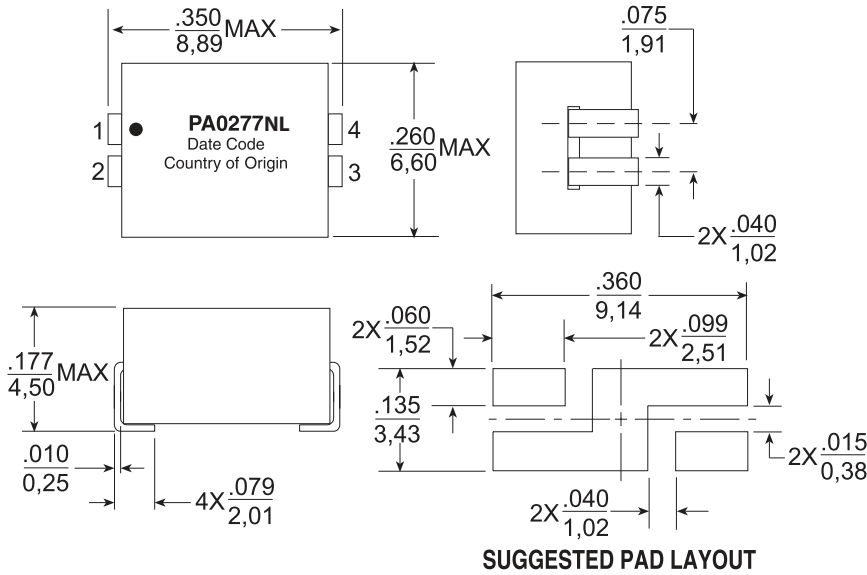 .350
8,89 MAX
.075
1,91
1
PA0277NL
4
Date Code
2
Country of Origin
3
.260
6,60 MAX
2X .040
1,02
.360
9,14
2X .060
1,52
2X .099
2,51
.177
4,50 MAX
.135
3,43
.010
0,25
4X .079
2,01
2X .015
0,38
2X .040
1,02
SUGGESTED PAD LAYOUT